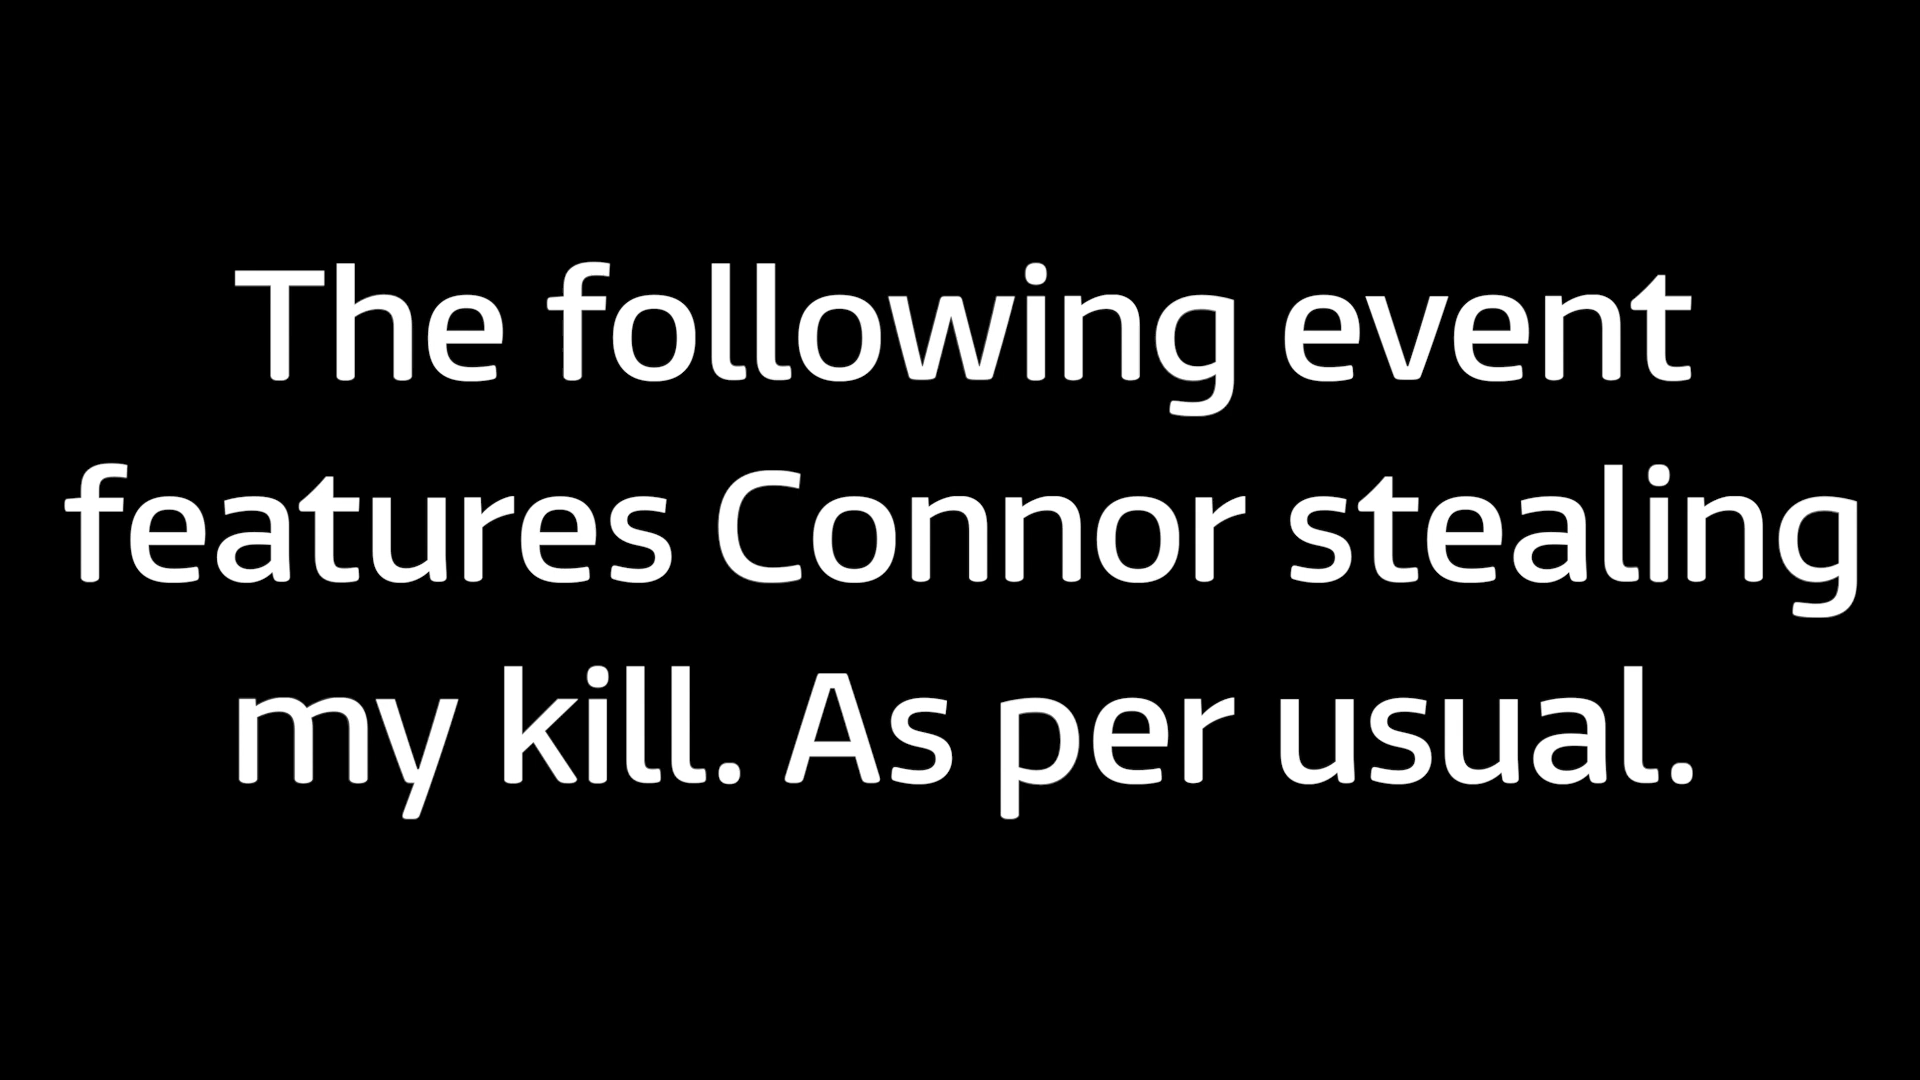 The following event
features Connor stealing
my kill. As per usual.